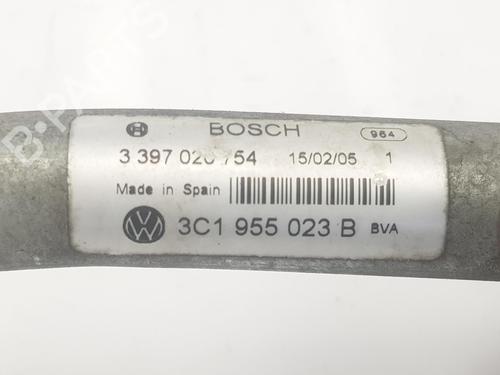 BOSCH
964
3 397 020 754 15/02/05 1
Made in Spain
3C1 955 023 B BVA
B-PARTS